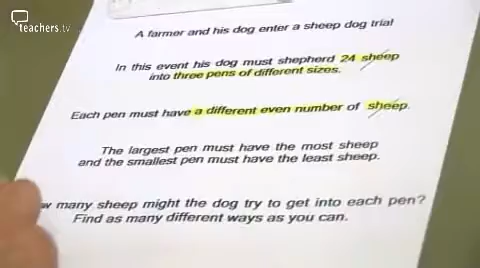 teachers.tv
A farmer and his dog enter a sheep dog trial
In this event his dog must shepherd 24 sheep
into three pens of different sizes.
Each pen must have a different even number of sheep.
The largest pen must have the most sheep
and the smallest pen must have the least sheep.
w many sheep might the dog try to get into each pen?
Find as many different ways as you can.